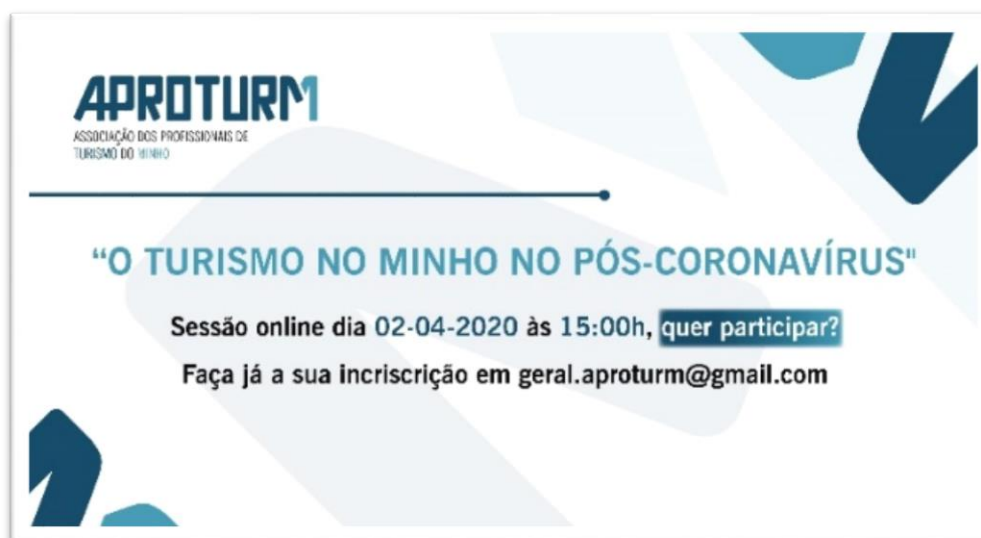 APROTURM
ASSOCIAÇÃO DOS PROFISSIONAIS DE
TURISMO DO MINHO
“O TURISMO NO MINHO NO PÓS-CORONAVÍRUS"
Sessão online dia 02-04-2020 às 15:00h, quer participar?
Faça já a sua incriscrição em geral.aproturm@gmail.com